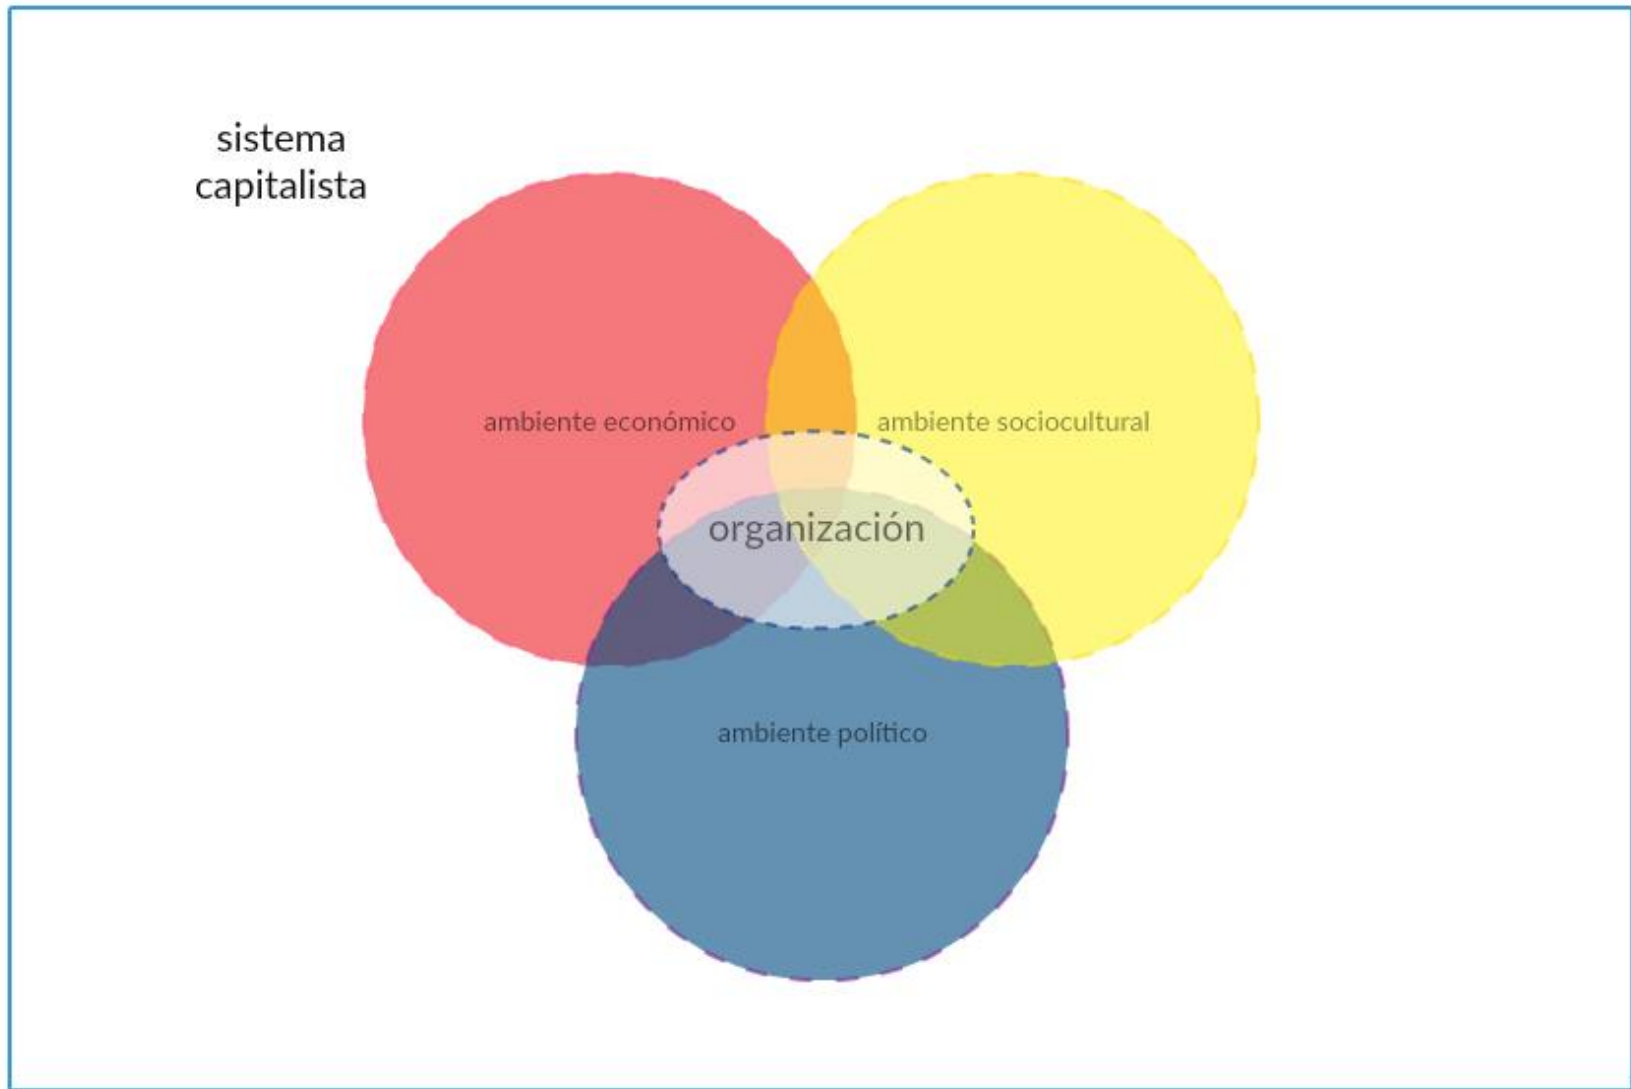 sistema
capitalista
ambiente económico
ambiente sociocultural
organización
ambiente político